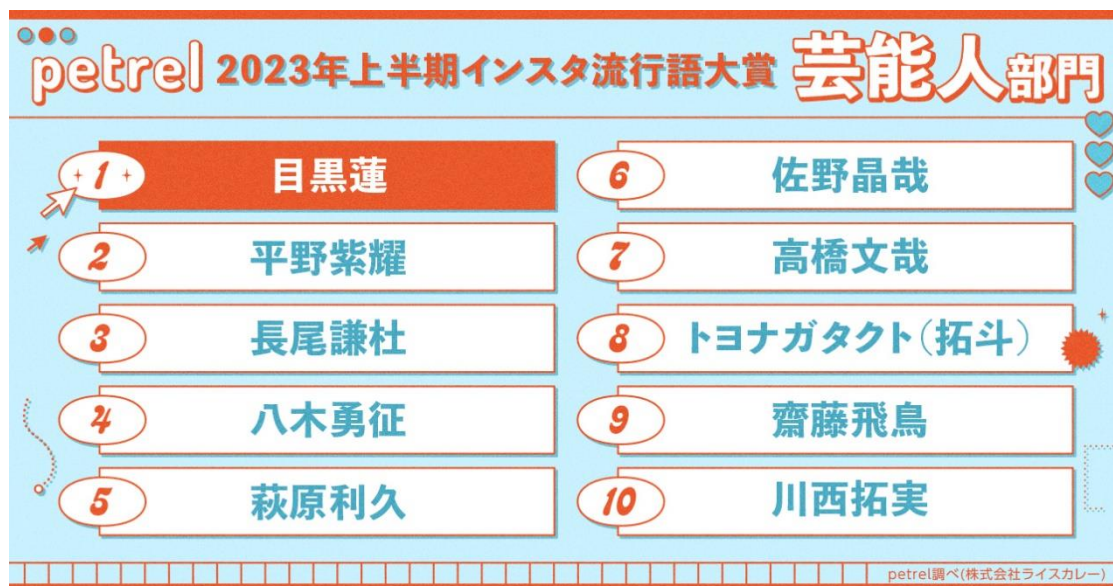 petrel 2023年上半期インスタ流行語大賞 芸能人部門
1 目黒蓮
2 平野紫耀
3 長尾謙杜
4 八木勇征
5 萩原利久
6 佐野晶哉
7 高橋文哉
8 トヨナガタクト(拓斗)
9 齋藤飛鳥
10 川西拓実
petrel調べ(株式会社ライスカレー)